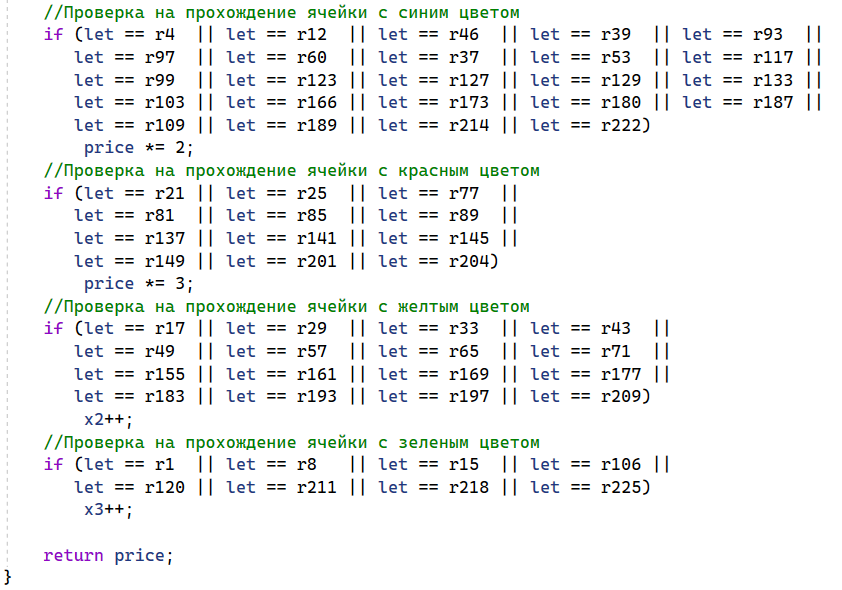 //Проверка на прохождение ячейки с синим цветом
if (let == r4  || let == r12  || let == r46  || let == r39  || let == r93  ||
let == r97  || let == r60  || let == r37  || let == r53  || let == r117 ||
let == r99  || let == r123 || let == r127 || let == r129 || let == r133 ||
let == r103 || let == r166 || let == r173 || let == r180 || let == r187 ||
let == r109 || let == r189 || let == r214 || let == r222)
price *= 2;
//Проверка на прохождение ячейки с красным цветом
if (let == r21 || let == r25  || let == r77  ||
let == r81  || let == r85  || let == r89  ||
let == r137 || let == r141 || let == r145 ||
let == r149 || let == r201 || let == r204)
price *= 3;
//Проверка на прохождение ячейки с желтым цветом
if (let == r17 || let == r29  || let == r33  || let == r43  ||
let == r49  || let == r57  || let == r65  || let == r71  ||
let == r155 || let == r161 || let == r169 || let == r177 ||
let == r183 || let == r193 || let == r197 || let == r209)
x2++;
//Проверка на прохождение ячейки с зеленым цветом
if (let == r1  || let == r8   || let == r15  || let == r106 ||
let == r120 || let == r211 || let == r218 || let == r225)
x3++;
return price;
}